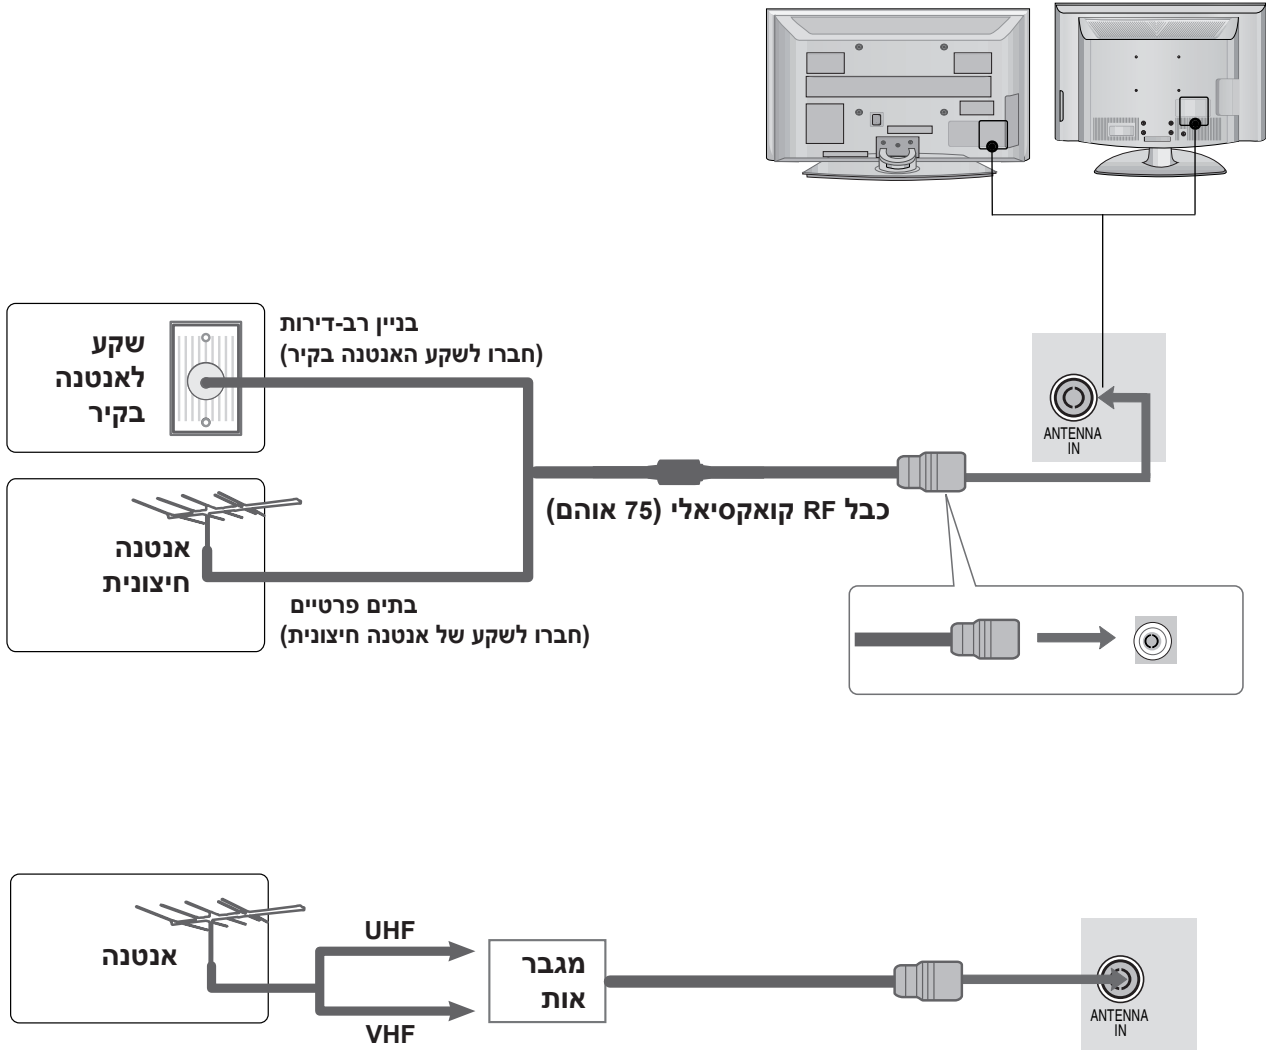 שקע
לאנטנה
בקיר
בניין רב-דירות
(חברו לשקע האנטנה בקיר)
ANTENNA
IN
כבל RF קואקסיאלי (75 אוהם)
אנטנה
חיצונית
בתים פרטיים
(חברו לשקע של אנטנה חיצונית)
אנטנה
UHF
VHF
מגבר
אות
ANTENNA
IN